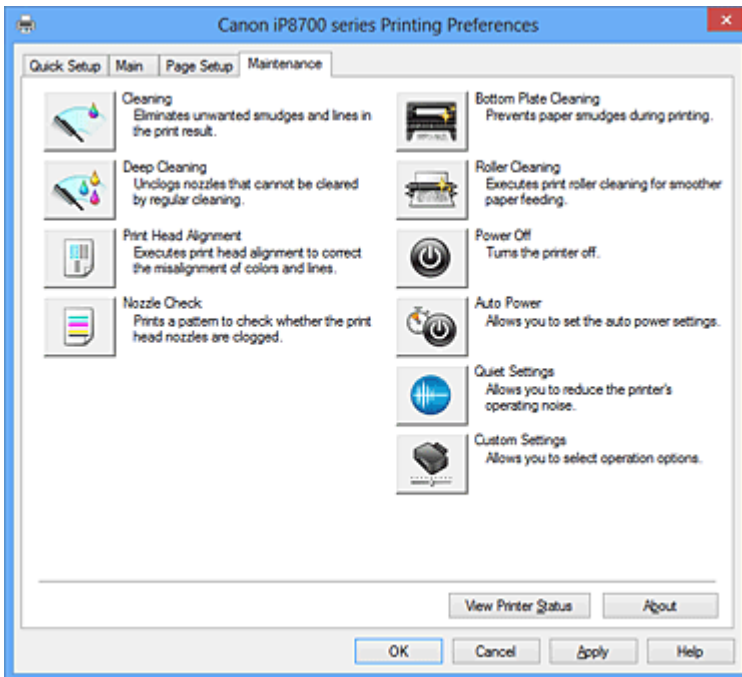 Canon iP8700 series Printing Preferences
Quick Setup Main Page Setup Maintenance
Cleaning
Eliminates unwanted smudges and lines in
the print result.
Deep Cleaning
Unclogs nozzles that cannot be cleared
by regular cleaning.
Print Head Alignment
Executes print head alignment to correct
the misalignment of colors and lines.
Nozzle Check
Prints a pattern to check whether the print
head nozzles are clogged.
Bottom Plate Cleaning
Prevents paper smudges during printing.
Roller Cleaning
Executes print roller cleaning for smoother
paper feeding.
Power Off
Turns the printer off.
Auto Power
Allows you to set the auto power settings.
Quiet Settings
Allows you to reduce the printer's
operating noise.
Custom Settings
Allows you to select operation options.
View Printer Status About
OK Cancel Apply Help